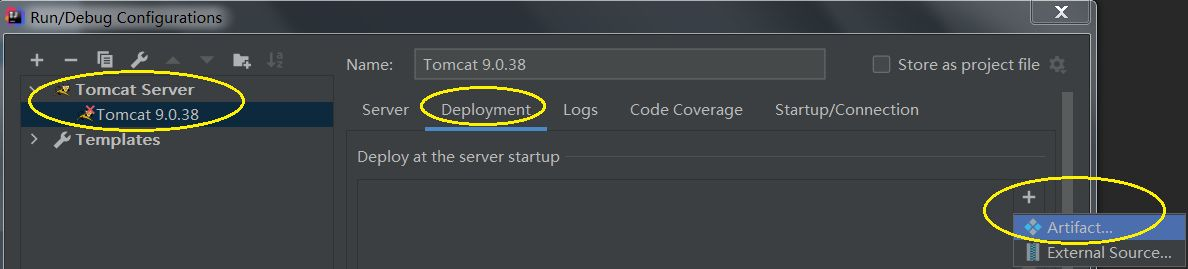 Run/Debug Configurations
Name: Tomcat 9.0.38 Store as project file
Tomcat Server
Tomcat 9.0.38
Templates
Server Deployment Logs Code Coverage Startup/Connection
Deploy at the server startup
Artifact...
External Source...